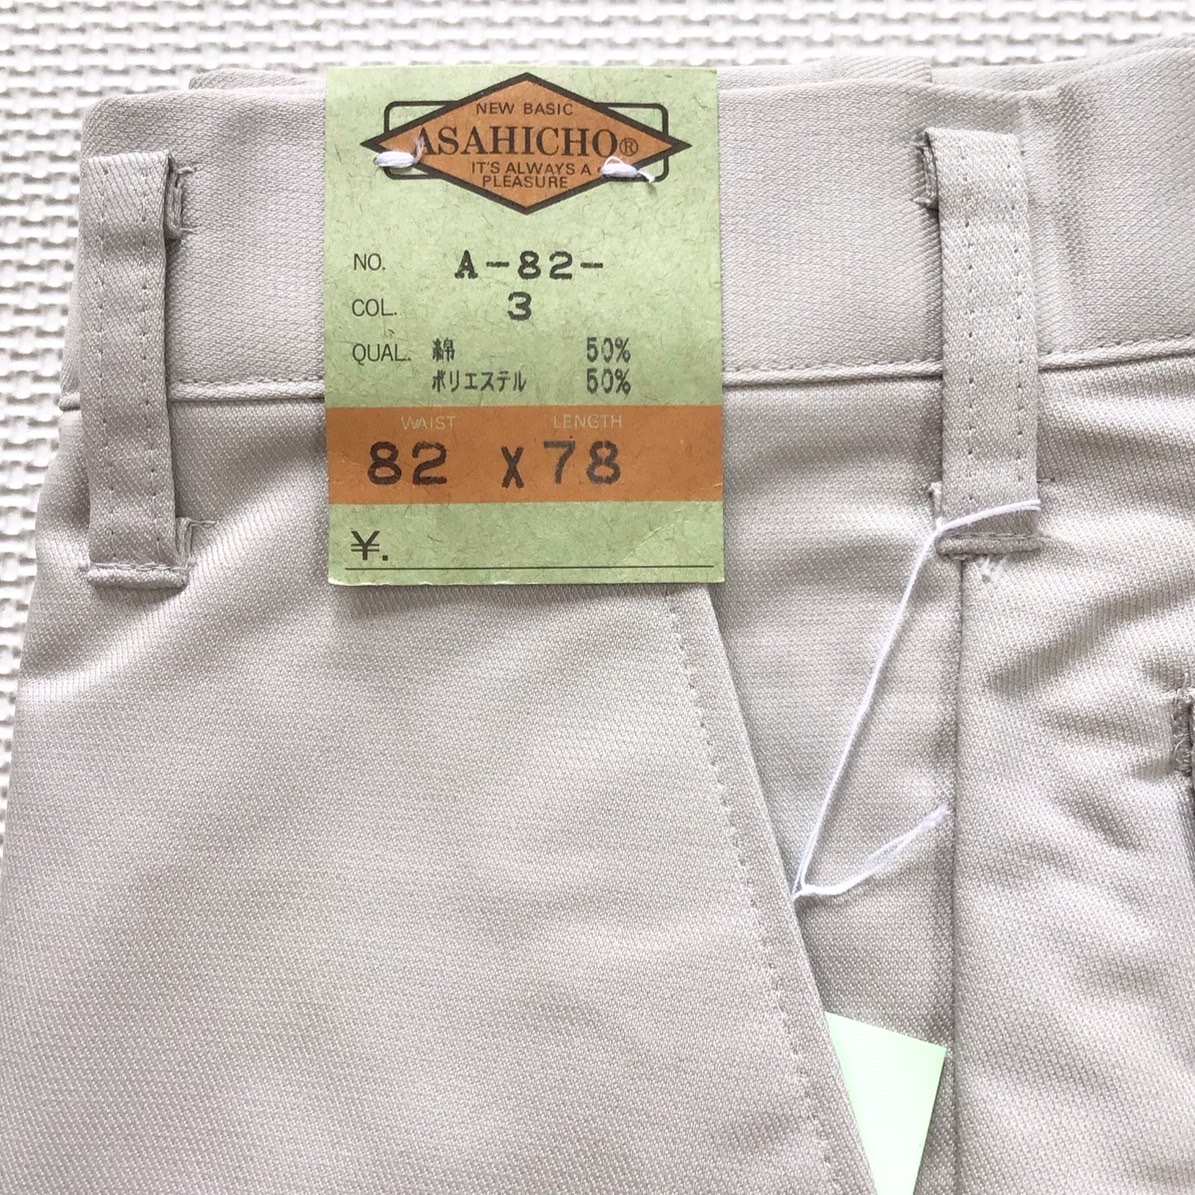 NEW BASIC
ASAHICHO®
IT'S ALWAYS A
PLEASURE
NO. A-82-
COL. 3
QUAL. 綿 50%
ポリエステル 50%
WAIST LENGTH
82 X 78
¥.